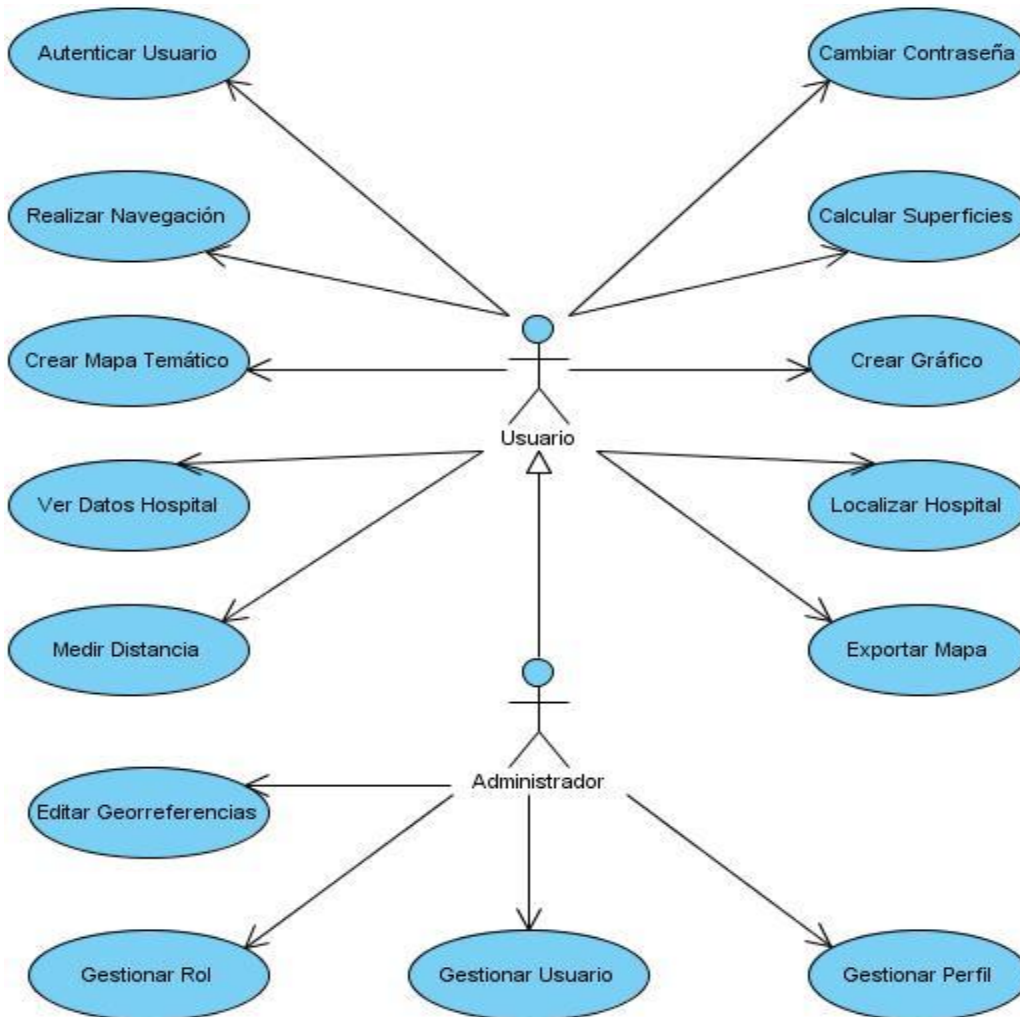 Autenticar Usuario
Cambiar Contraseña
Realizar Navegación
Calcular Superficies
Crear Mapa Temático
Crear Gráfico
Usuario
Ver Datos Hospital
Localizar Hospital
Medir Distancia
Exportar Mapa
Administrador
Editar Georreferencias
Gestionar Rol
Gestionar Usuario
Gestionar Perfil